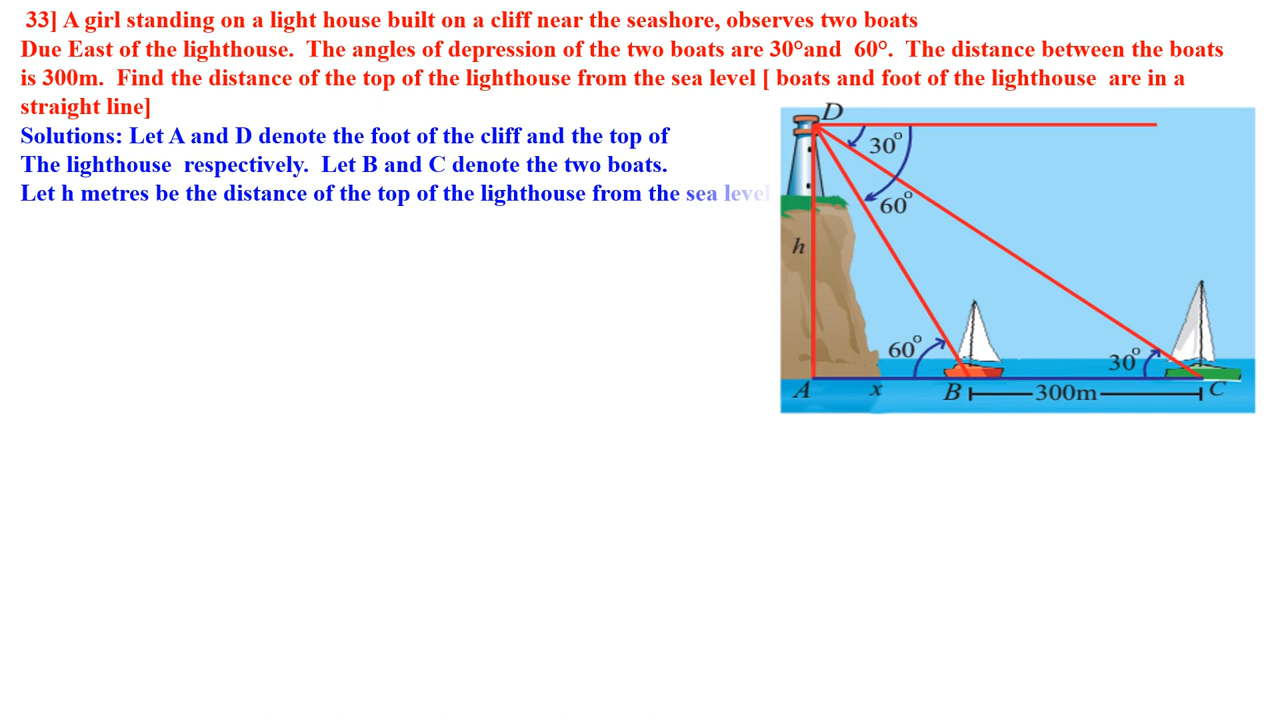 33] A girl standing on a light house built on a cliff near the seashore, observes two boats
Due East of the lighthouse. The angles of depression of the two boats are 30°and 60°. The distance between the boats
is 300m. Find the distance of the top of the lighthouse from the sea level [ boats and foot of the lighthouse are in a
straight line]
Solutions: Let A and D denote the foot of the cliff and the top of
The lighthouse respectively. Let B and C denote the two boats.
Let h metres be the distance of the top of the lighthouse from the sea level
D
30°
60°
h
60°
30°
A x B 300m C